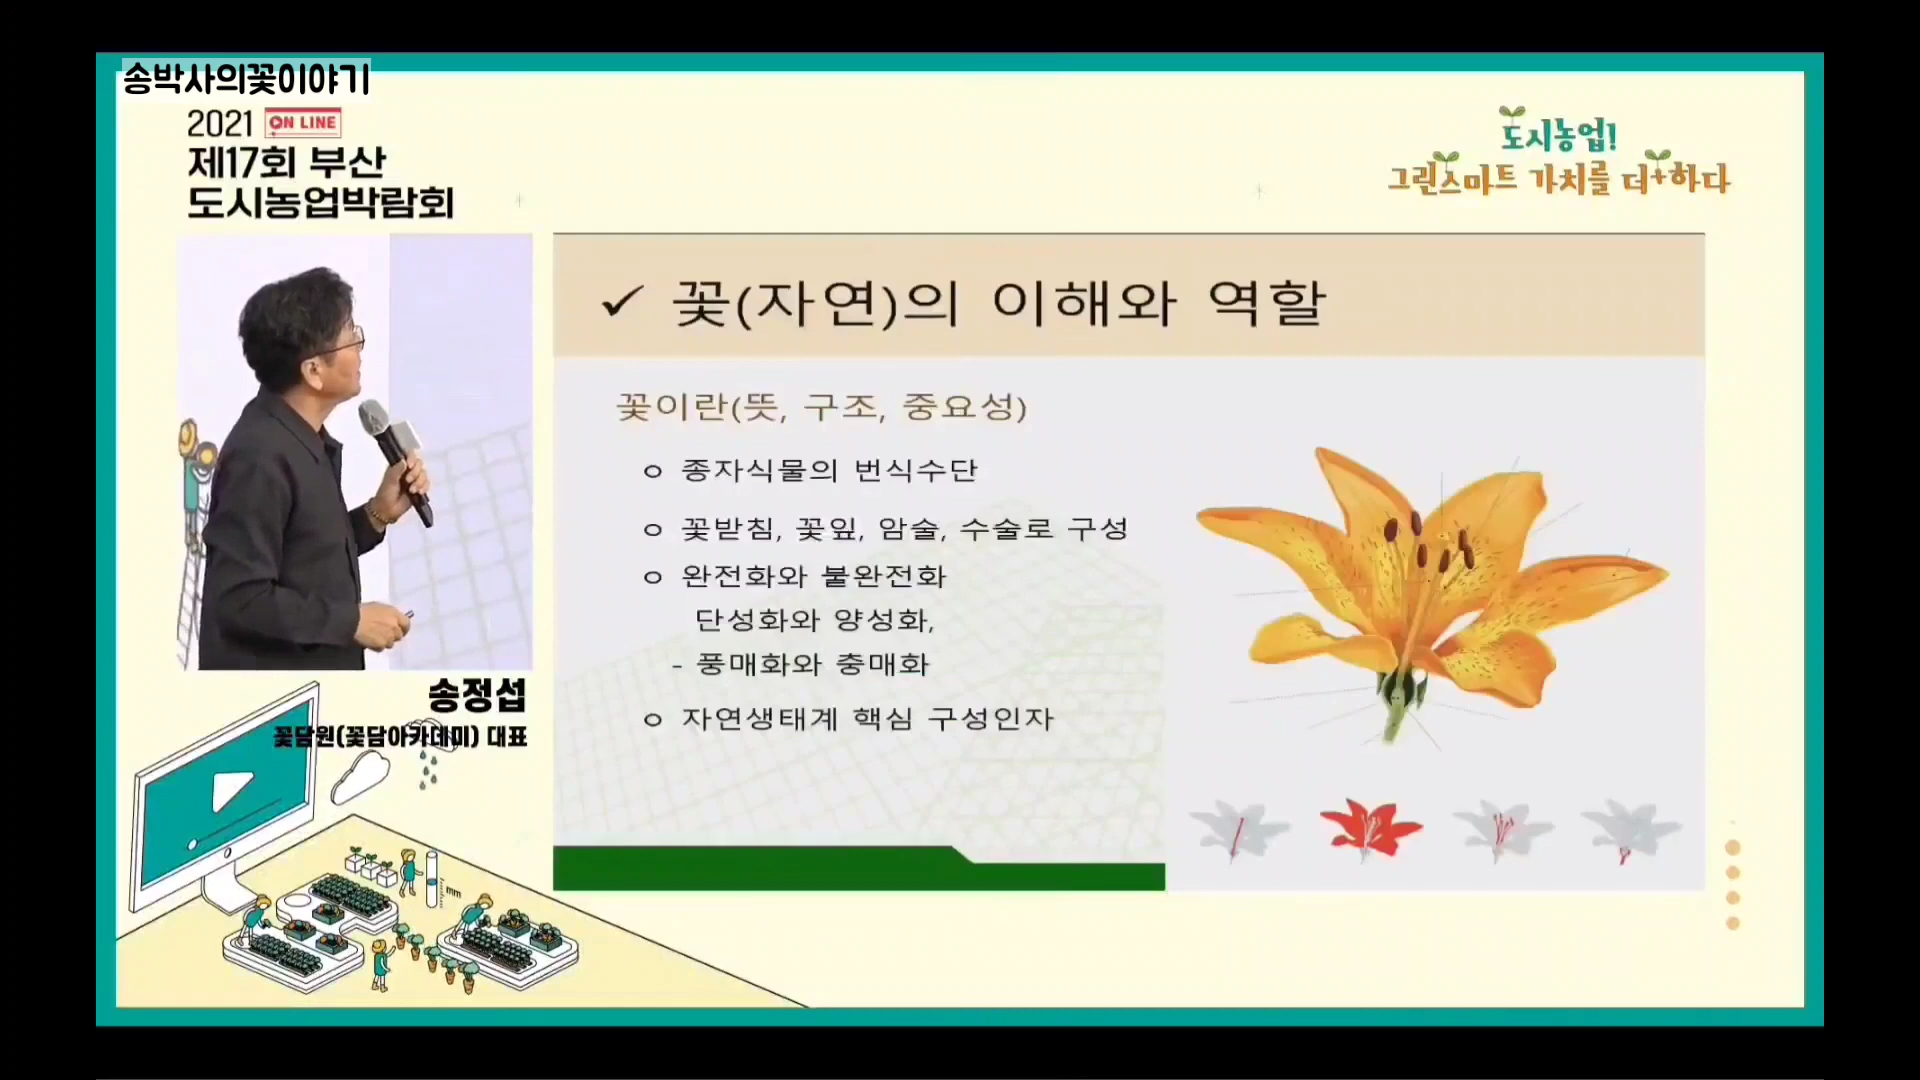 송박사의꽃이야기
2021 ON LINE
제17회 부산
도시농업박람회
도시농업!
그린스마트 가치를 더+하다
✓ 꽃(자연)의 이해와 역할
꽃이란(뜻, 구조, 중요성)
o 종자식물의 번식수단
o 꽃받침, 꽃잎, 암술, 수술로 구성
o 완전화와 불완전화
단성화와 양성화,
- 풍매화와 충매화
o 자연생태계 핵심 구성인자
송정섭
꽃담원(꽃담아카데미) 대표
mm